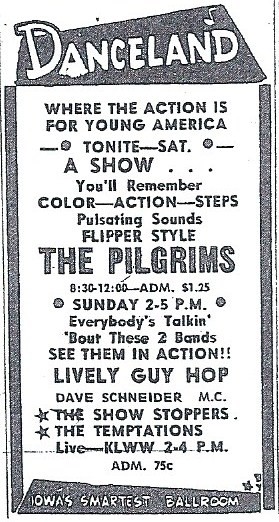 DANCELAND
WHERE THE ACTION IS
FOR YOUNG AMERICA
—● TONITE—SAT. ●—
A SHOW . . .
You'll Remember
COLOR—ACTION—STEPS
Pulsating Sounds
FLIPPER STYLE
THE PILGRIMS
8:30-12:00—ADM. $1.25
● SUNDAY 2-5 P.M. ●
Everybody's Talkin'
'Bout These 2 Bands
SEE THEM IN ACTION!!
LIVELY GUY HOP
DAVE SCHNEIDER M.C.
☆THE SHOW STOPPERS.
★ THE TEMPTATIONS
Live—KLWW 2-4 P.M.
ADM. 75c
IOWA'S SMARTEST BALLROOM